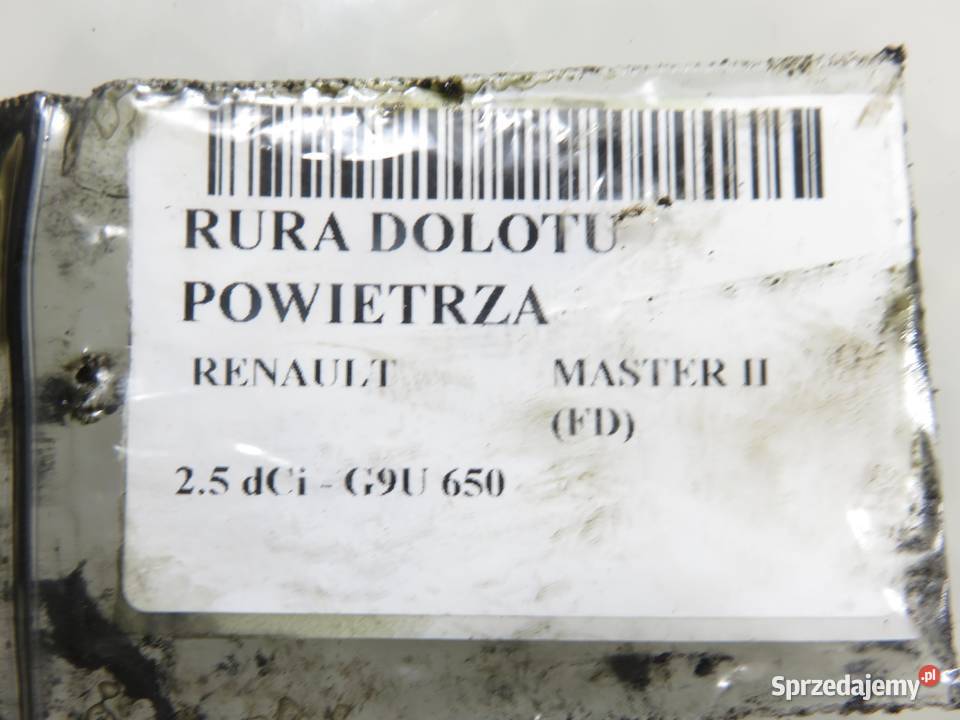 RURA DOLOTU
POWIETRZA
RENAULT MASTER II
(FD)
2.5 dCi - G9U 650
Sprzedajemy.pl